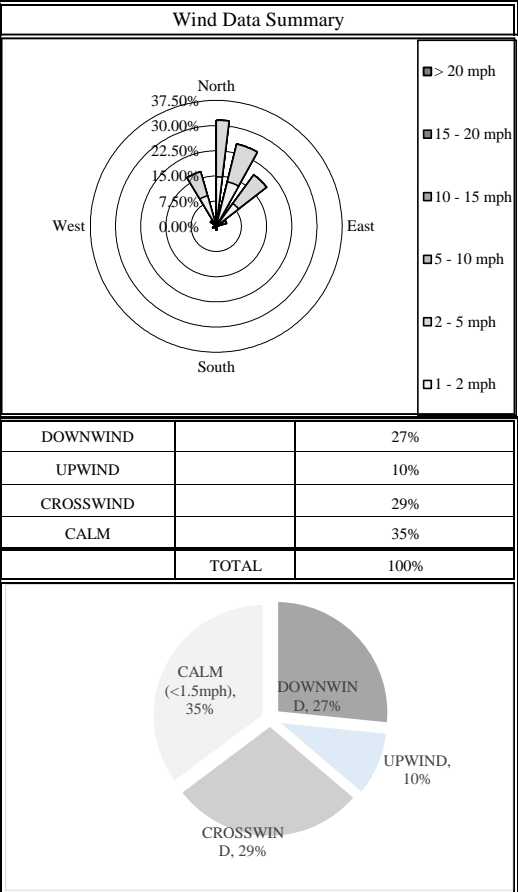 Wind Data Summary
North
37.50%
30.00%
22.50%
15.00%
7.50%
0.00%
West
East
South
> 20 mph
15 - 20 mph
10 - 15 mph
5 - 10 mph
2 - 5 mph
1 - 2 mph
DOWNWIND 27%
UPWIND 10%
CROSSWIND 29%
CALM 35%
TOTAL 100%
CALM
(<1.5mph),
35%
DOWNWIN
D, 27%
UPWIND,
10%
CROSSWIN
D, 29%